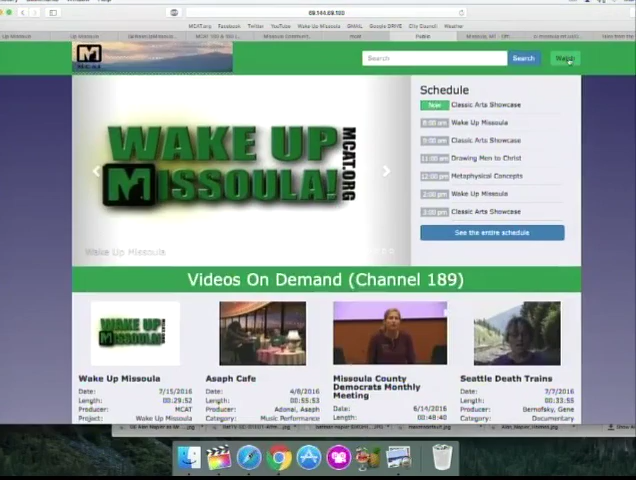 69.144.69.100
MCAT.org Facebook Twitter YouTube Wake Up Missoula GMAIL Google DRIVE City Council Weather
Public
M
Search
Search
Watch
Schedule
Now Classic Arts Showcase
8:00 am Wake Up Missoula
9:00 am Classic Arts Showcase
11:00 am Drawing Men to Christ
12:00 pm Metaphysical Concepts
2:00 pm Wake Up Missoula
3:00 pm Classic Arts Showcase
See the entire schedule
WAKE UP
MISSOULA!
MCAT.ORG
Wake Up Missoula
Videos On Demand (Channel 189)
WAKE UP
MISSOULA!
Wake Up Missoula
Date: 7/15/2016
Length: 00:29:52
Producer: MCAT
Project: Wake Up Missoula
Asaph Cafe
Date: 4/8/2016
Length: 00:55:53
Producer: Adonai, Asaph
Category: Music Performance
Missoula County
Democrats Monthly
Meeting
Date: 6/14/2016
Length: 00:48:40
Seattle Death Trains
Date: 7/7/2016
Length: 00:33:55
Producer: Bernofsky, Gene
Category: Documentary